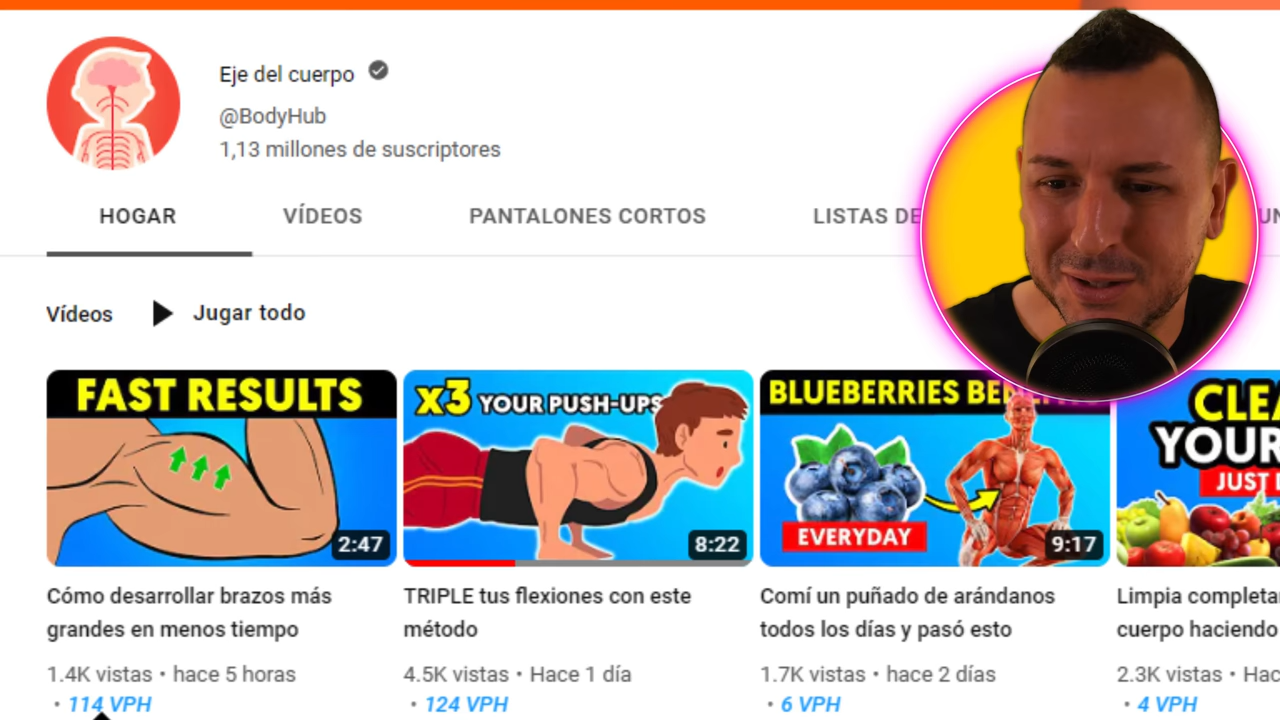 Eje del cuerpo
@BodyHub
1,13 millones de suscriptores
HOGAR
VÍDEOS
PANTALONES CORTOS
LISTAS DE
Vídeos
Jugar todo
FAST RESULTS
2:47
X3 YOUR PUSH-UPS
8:22
BLUEBERRIES
EVERYDAY
9:17
YOUR
JUST
Cómo desarrollar brazos más
grandes en menos tiempo
1.4K vistas • hace 5 horas
• 114 VPH
TRIPLE tus flexiones con este
método
4.5K vistas • Hace 1 día
• 124 VPH
Comí un puñado de arándanos
todos los días y pasó esto
1.7K vistas • hace 2 días
• 6 VPH
Limpia
cuerpo haciendo
2.3K vistas •
• 4 VPH